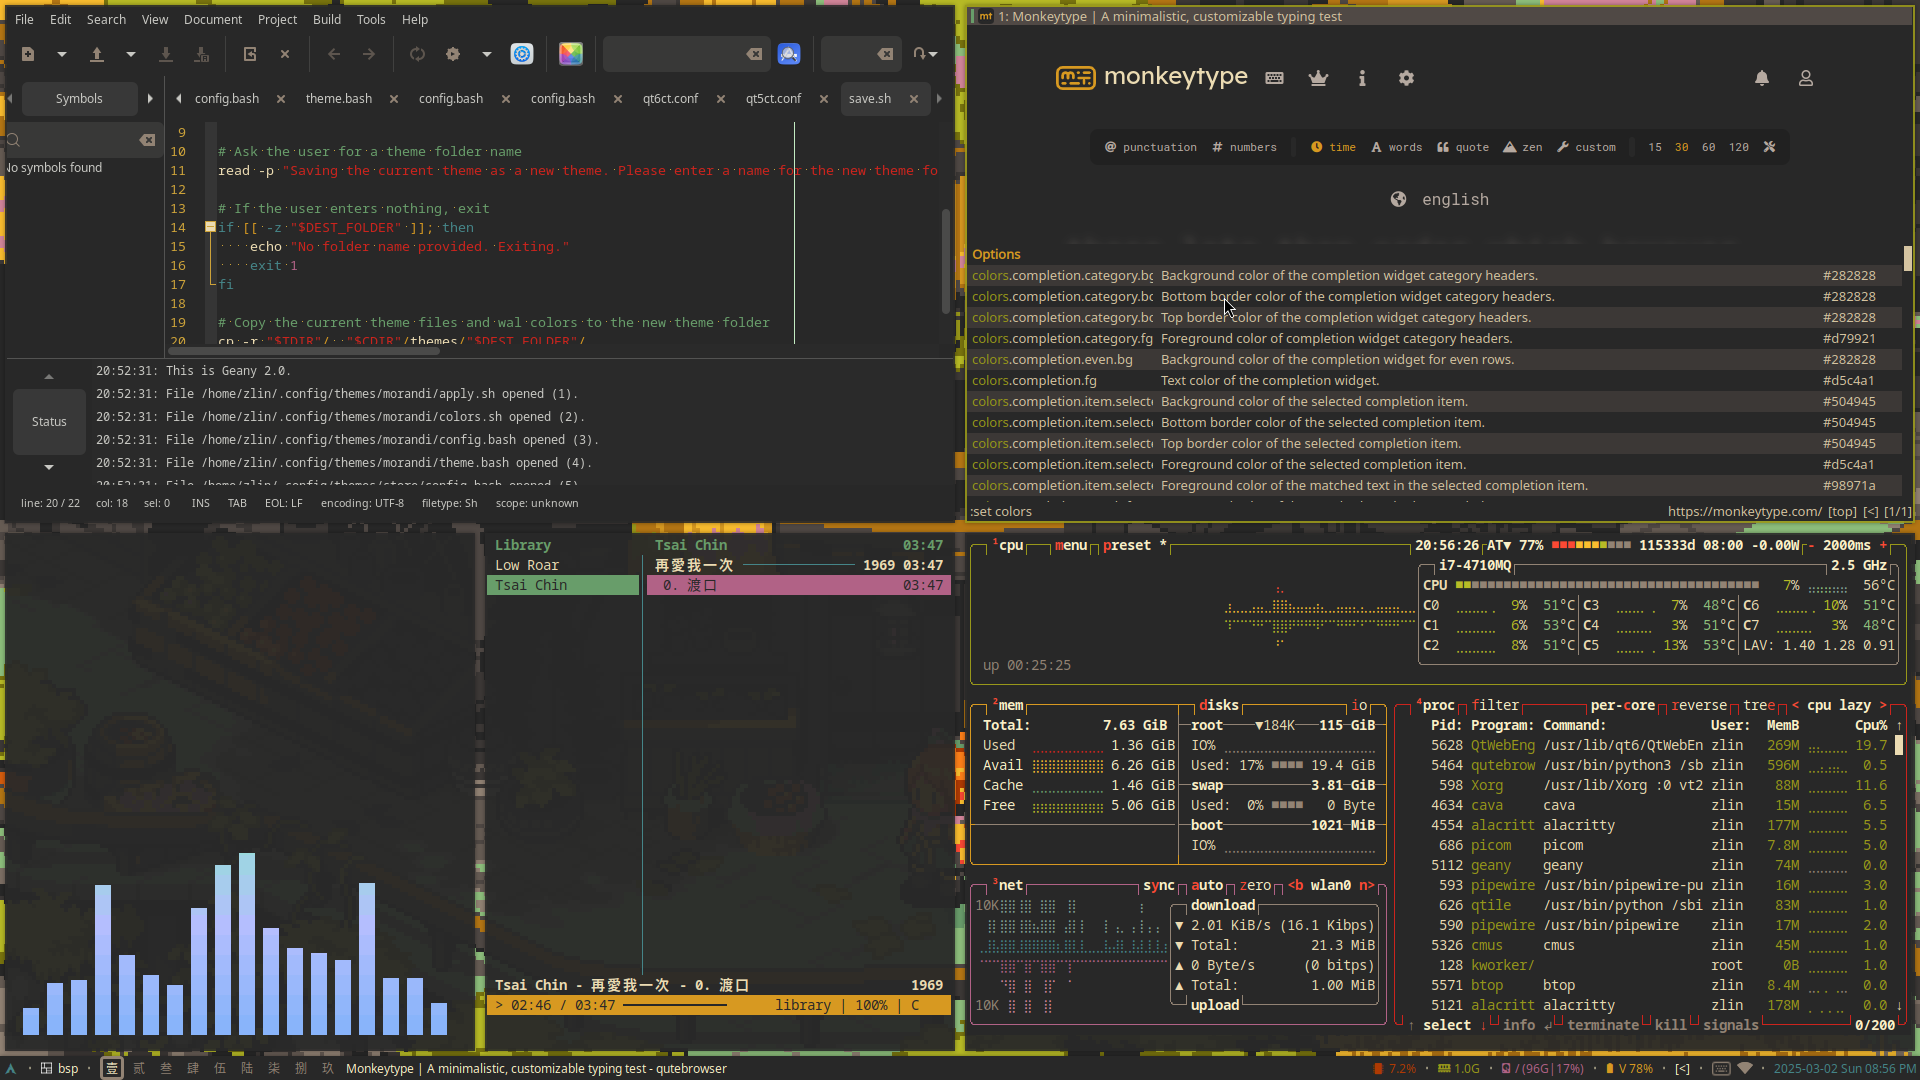 File Edit Search View Document Project Build Tools Help
Symbols
config.bash
theme.bash
config.bash
config.bash
qt6ct.conf
qt5ct.conf
save.sh
No symbols found
9
10 # Ask the user for a theme folder name
11 read -p "Saving the current theme as a new theme. Please enter a name for the new theme fo
12
13 # If the user enters nothing, exit
14 if [[ -z "$DEST_FOLDER" ]]; then
15 echo "No folder name provided. Exiting."
16 exit 1
17 fi
18
19 # Copy the current theme files and wal colors to the new theme folder
20 cp -r "$TDIR"/ "$CDIR"/themes/"$DEST_FOLDER"/
Status
20:52:31: This is Geany 2.0.
20:52:31: File /home/zlin/.config/themes/morandi/apply.sh opened (1).
20:52:31: File /home/zlin/.config/themes/morandi/colors.sh opened (2).
20:52:31: File /home/zlin/.config/themes/morandi/config.bash opened (3).
20:52:31: File /home/zlin/.config/themes/morandi/theme.bash opened (4).
20:52:31: File /home/zlin/.config/themes/store/config.bash opened (5).
line: 20 / 22 col: 18 sel: 0 INS TAB EOL: LF encoding: UTF-8 filetype: Sh scope: unknown
1: Monkeytype | A minimalistic, customizable typing test
monkeytype
@ punctuation # numbers time A words quote zen custom 15 30 60 120
english
Options
colors.completion.category.bg Background color of the completion widget category headers. #282828
colors.completion.category.bo Bottom border color of the completion widget category headers. #282828
colors.completion.category.bo Top border color of the completion widget category headers. #282828
colors.completion.category.fg Foreground color of completion widget category headers. #d79921
colors.completion.even.bg Background color of the completion widget for even rows. #282828
colors.completion.fg Text color of the completion widget. #d5c4a1
colors.completion.item.selecte Background color of the selected completion item. #504945
colors.completion.item.selecte Bottom border color of the selected completion item. #504945
colors.completion.item.selecte Top border color of the selected completion item. #504945
colors.completion.item.selecte Foreground color of the selected completion item. #d5c4a1
colors.completion.item.selecte Foreground color of the matched text in the selected completion item. #98971a
:set colors https://monkeytype.com/ [top] [<] [1/1]
Library Tsai Chin 03:47
Low Roar 再愛我一次 1969 03:47
Tsai Chin 0. 渡口 03:47
Tsai Chin - 再愛我一次 - 0. 渡口 1969
> 02:46 / 03:47 library | 100% | C
1cpu menu preset * 20:56:26 AT▼ 77% 115333d 08:00 -0.00W - 2000ms +
i7-4710MQ 2.5 GHz
CPU 7% 56°C
C0 9% 51°C C3 7% 48°C C6 10% 51°C
C1 6% 53°C C4 3% 51°C C7 3% 48°C
C2 8% 51°C C5 13% 53°C LAV: 1.40 1.28 0.91
up 00:25:25
2mem
Total: 7.63 GiB
Used 1.36 GiB
Avail 6.26 GiB
Cache 1.46 GiB
Free 5.06 GiB
disks io
root ▼184K 115 GiB
IO%
Used: 17% 19.4 GiB
swap 3.81 GiB
Used: 0% 0 Byte
boot 1021 MiB
IO%
3net sync auto zero <b wlan0 n>
10K
10K
download
▼ 2.01 KiB/s (16.1 Kibps)
▼ Total: 21.3 MiB
▲ 0 Byte/s (0 bitps)
▲ Total: 1.00 MiB
upload
4proc filter per-core reverse tree < cpu lazy >
Pid: Program: Command: User: MemB Cpu% ↑
5628 QtWebEng /usr/lib/qt6/QtWebEn zlin 269M 19.7
5464 qutebrow /usr/bin/python3 /sb zlin 596M 0.5
598 Xorg /usr/lib/Xorg :0 vt2 zlin 88M 11.6
4634 cava cava zlin 15M 6.5
4554 alacritt alacritty zlin 177M 5.5
686 picom picom zlin 7.8M 5.0
5112 geany geany zlin 74M 0.0
593 pipewire /usr/bin/pipewire-pu zlin 16M 3.0
626 qtile /usr/bin/python /sbi zlin 83M 1.0
590 pipewire /usr/bin/pipewire zlin 17M 2.0
5326 cmus cmus zlin 45M 1.0
128 kworker/ root 0B 1.0
5571 btop btop zlin 8.4M 0.0
5121 alacritt alacritty zlin 178M 0.0 ↓
↑ select ↓ info ↲ terminate kill signals 0/200
bsp 壹 贰 叁 肆 伍 陆 柒 捌 玖 Monkeytype | A minimalistic, customizable typing test - qutebrowser
7.2% 1.0G / (96G|17%) V 78% [<] 2025-03-02 Sun 08:56 PM